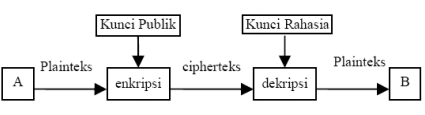 Kunci Publik
Kunci Rahasia
Plainteks
cipherteks
Plainteks
A
enkripsi
dekripsi
B